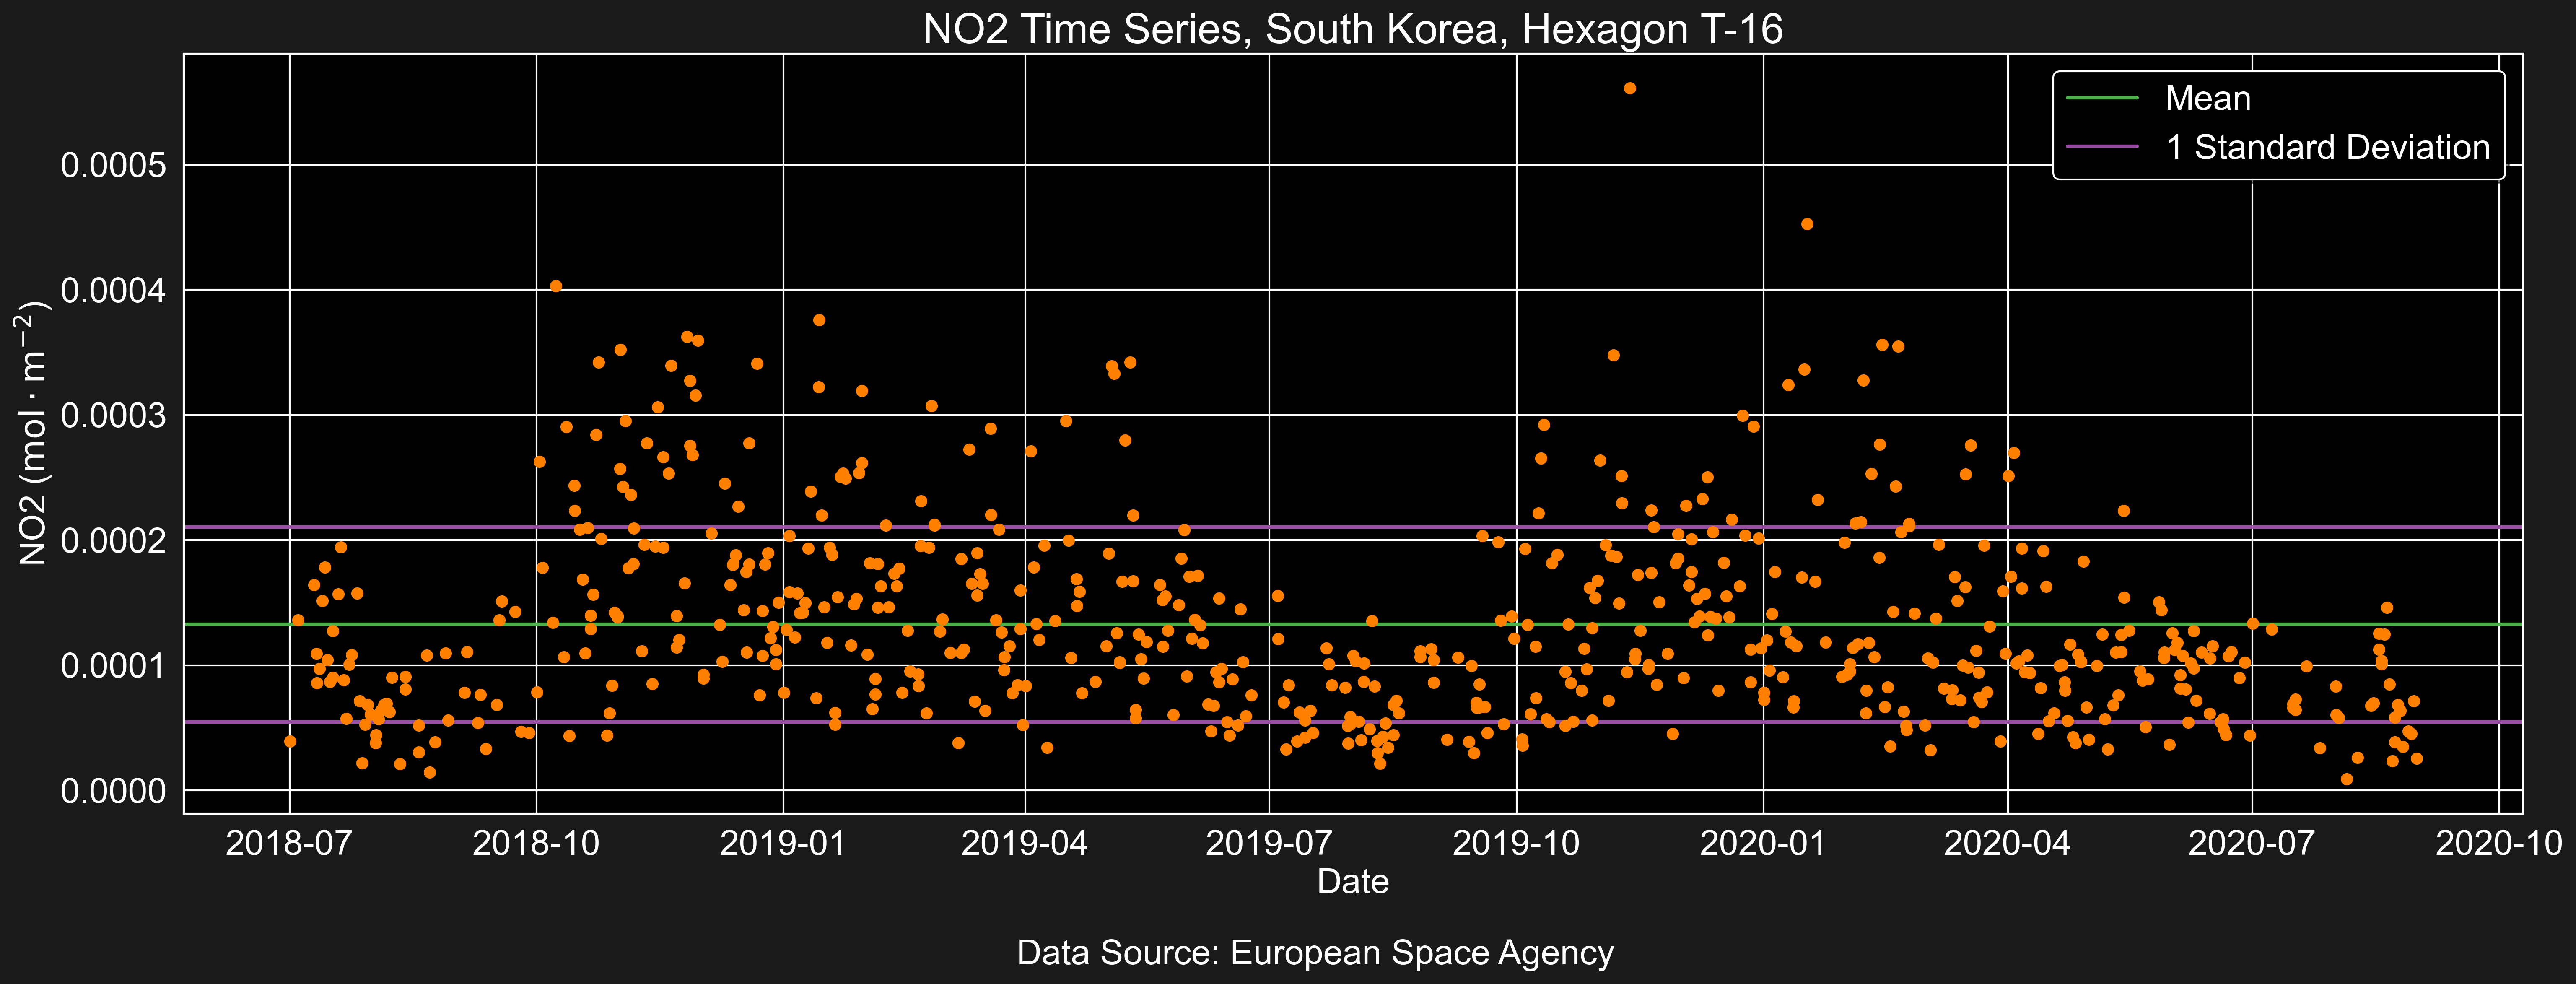 NO2 Time Series, South Korea, Hexagon T-16
Mean
1 Standard Deviation
NO2 (mol · m⁻²)
0.0005
0.0004
0.0003
0.0002
0.0001
0.0000
2018-07 2018-10 2019-01 2019-04 2019-07 2019-10 2020-01 2020-04 2020-07 2020-10
Date
Data Source: European Space Agency